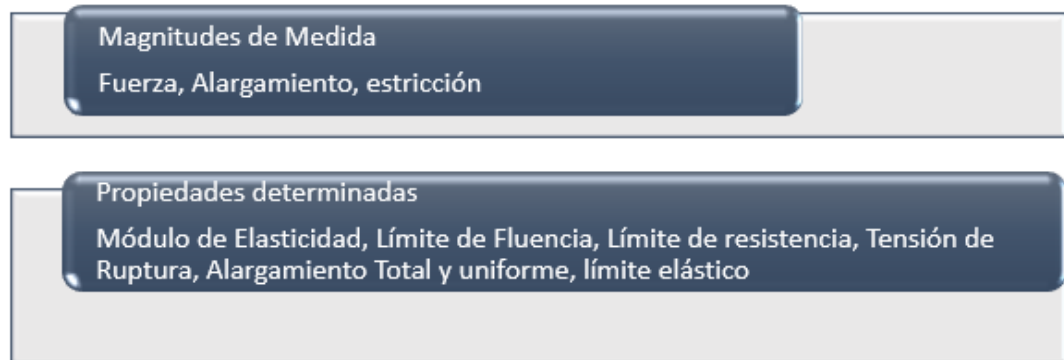 Magnitudes de Medida
Fuerza, Alargamiento, estricción
Propiedades determinadas
Módulo de Elasticidad, Límite de Fluencia, Límite de resistencia, Tensión de
Ruptura, Alargamiento Total y uniforme, límite elástico